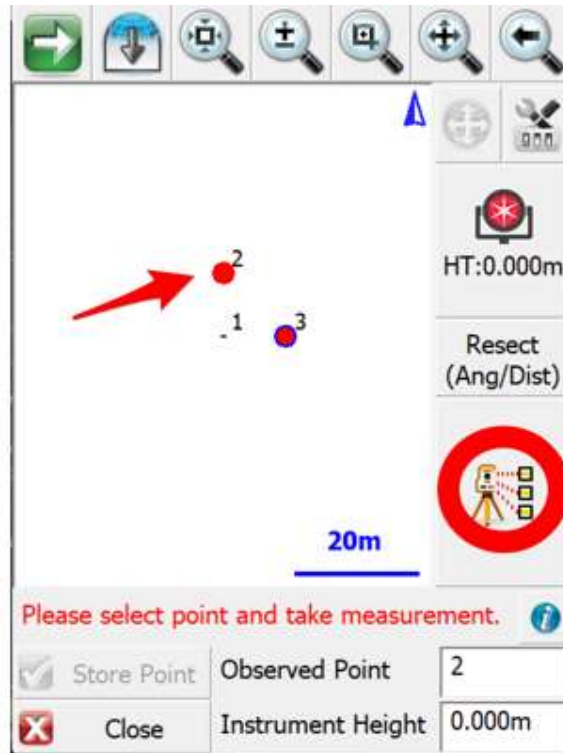 HT:0.000m
2
1
3
Resect
(Ang/Dist)
20m
Please select point and take measurement.
Store Point
Observed Point
2
Close
Instrument Height
0.000m